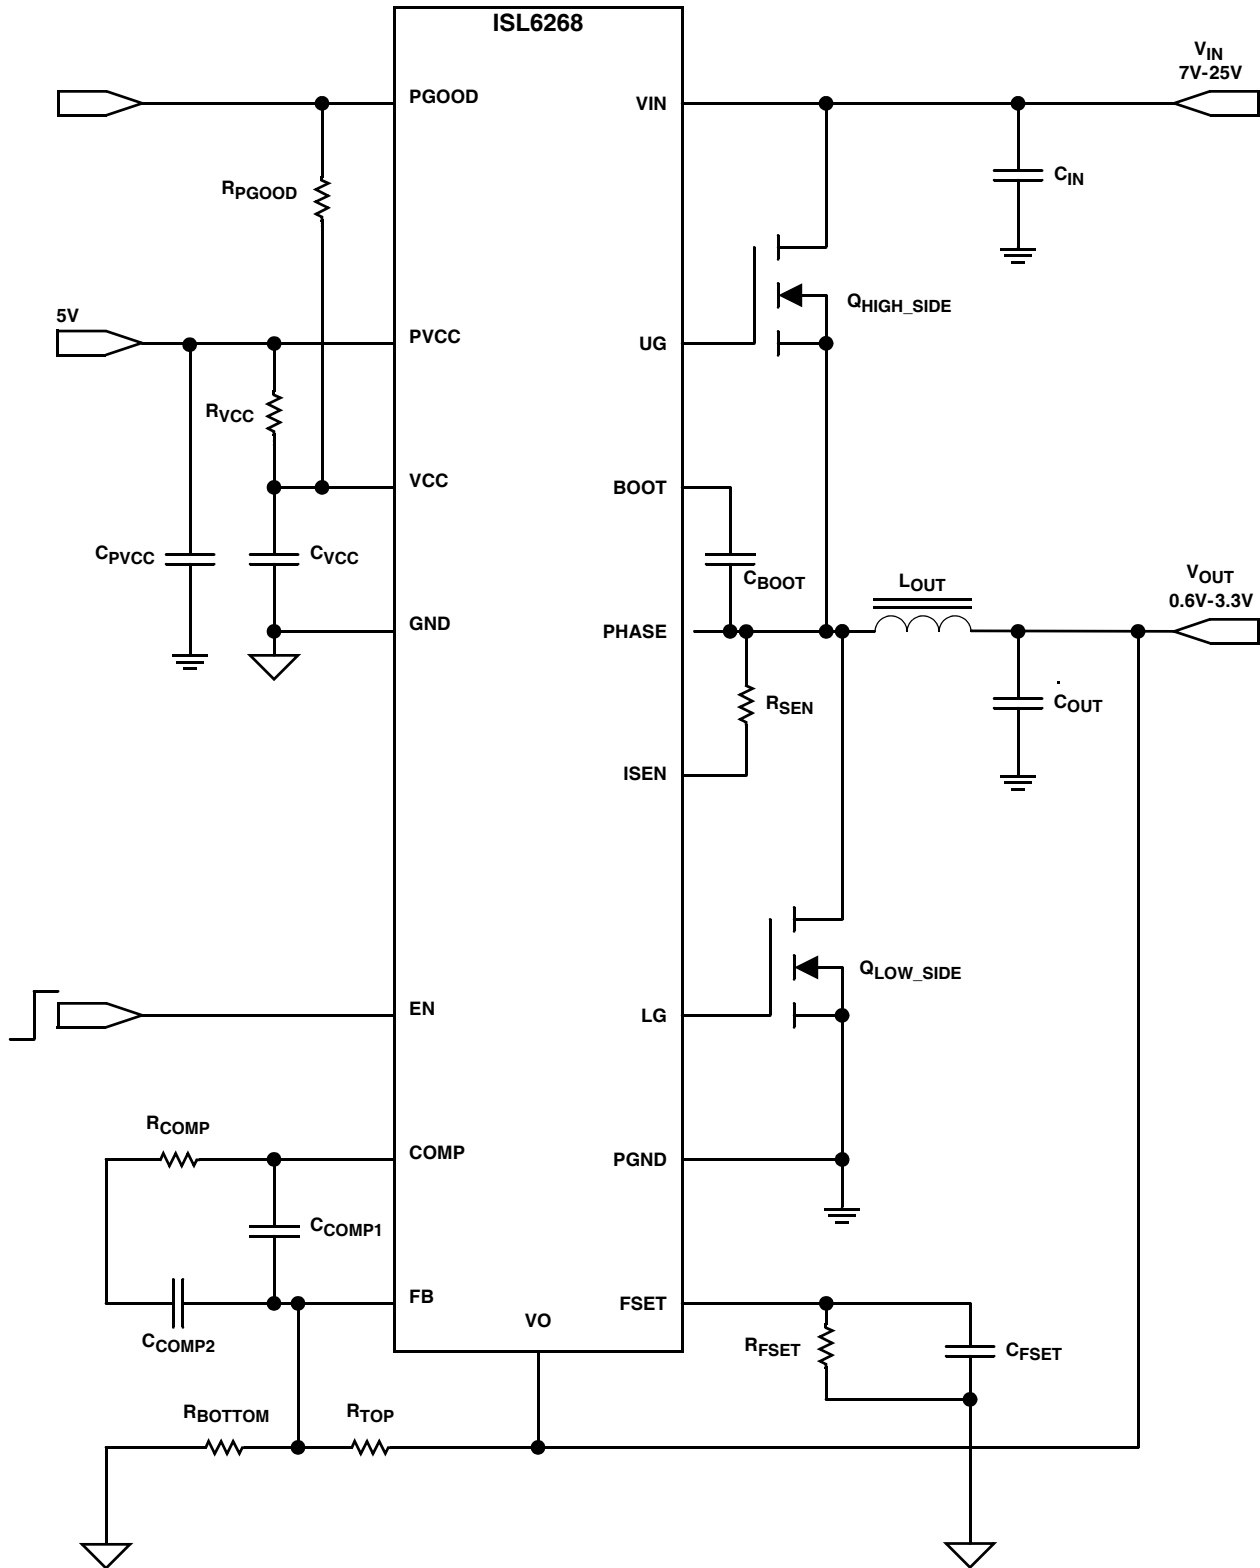 ISL6268
VIN
7V-25V
PGOOD
VIN
CIN
RPGOOD
QHIGH_SIDE
5V
PVCC
UG
RVCC
VCC
BOOT
CPVCC
CVCC
CBOOT
LOUT
VOUT
0.6V-3.3V
GND
PHASE
RSEN
COUT
ISEN
QLOW_SIDE
EN
LG
RCOMP
COMP
PGND
CCOMP1
FB
FSET
VO
CCOMP2
RFSET
CFSET
RBOTTOM
RTOP